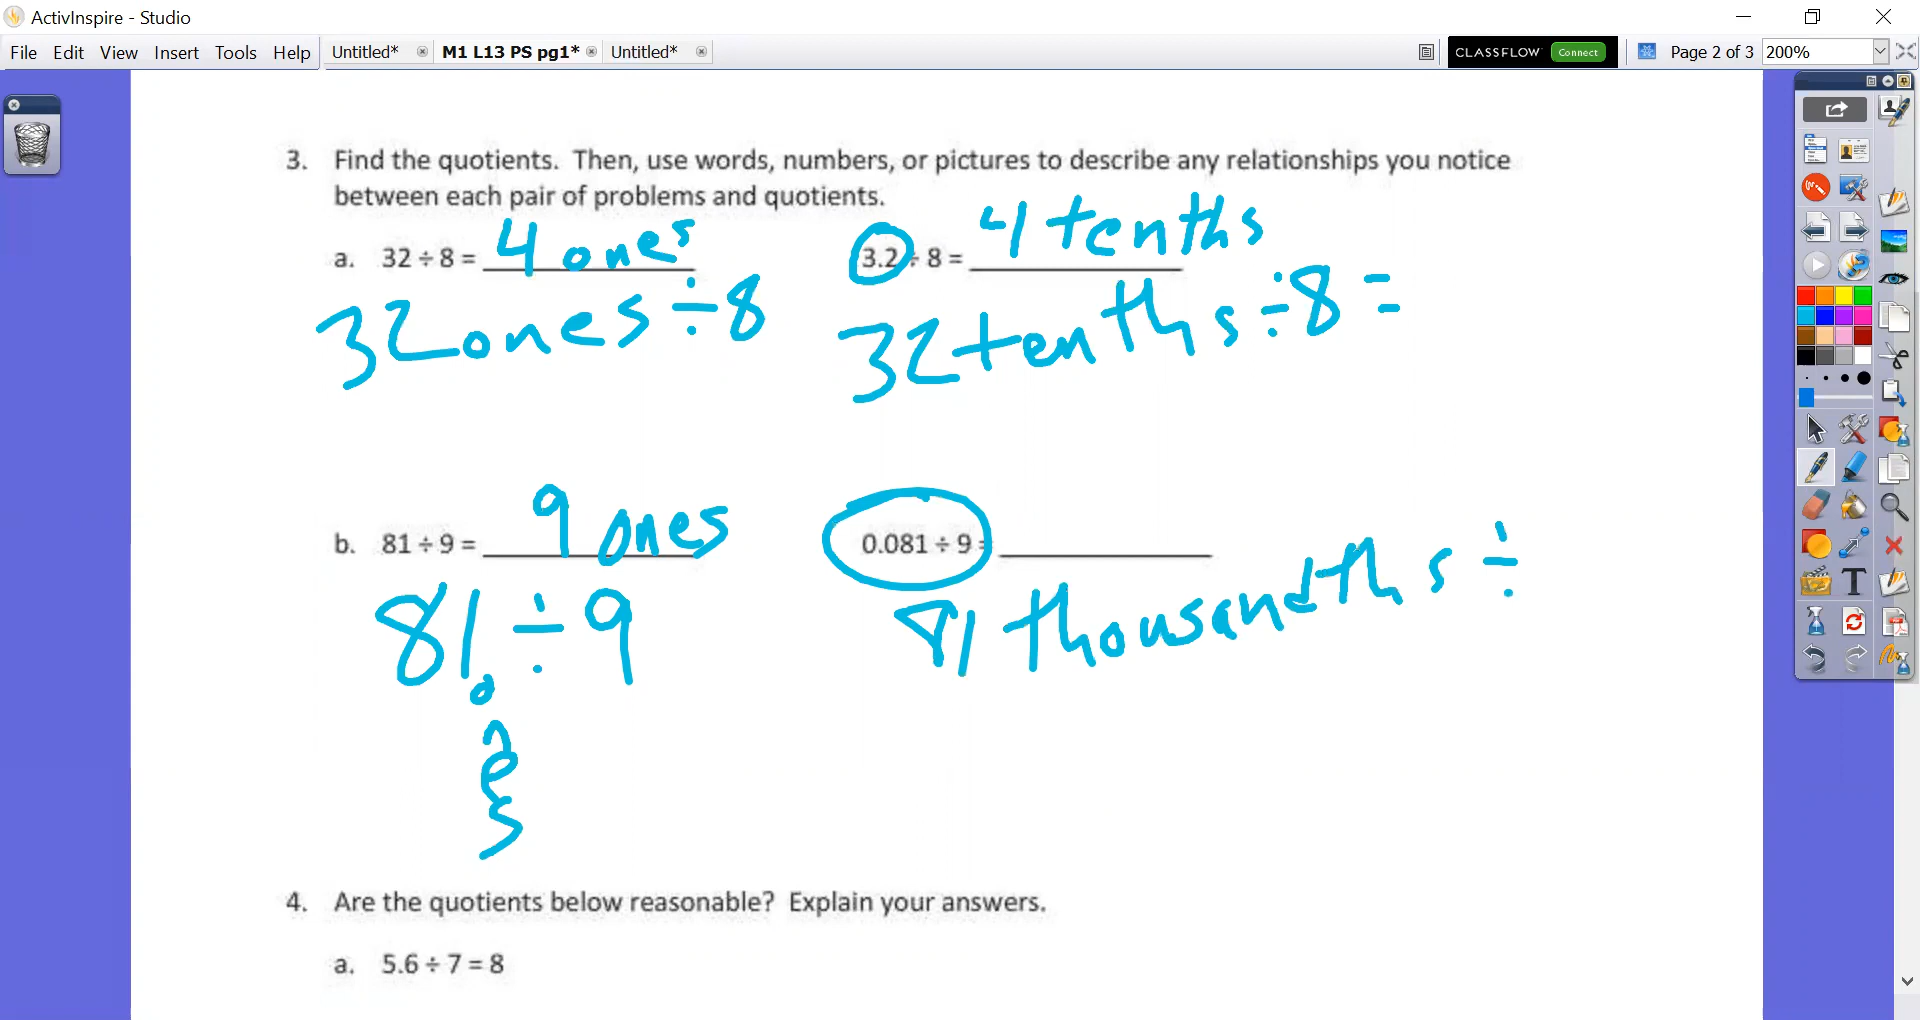 ActivInspire - Studio
File Edit View Insert Tools Help Untitled* M1 L13 PS pg1* Untitled* CLASSFLOW Connect Page 2 of 3 200%
3. Find the quotients. Then, use words, numbers, or pictures to describe any relationships you notice
between each pair of problems and quotients.
a. 32 ÷ 8 = 4 ones 3.2 ÷ 8 = 4 tenths
32 ones ÷ 8 32 tenths ÷ 8 =
b. 81 ÷ 9 = 9 ones 0.081 ÷ 9 =
81 ones ÷ 9 81 thousandths ÷
4. Are the quotients below reasonable? Explain your answers.
a. 5.6 ÷ 7 = 8